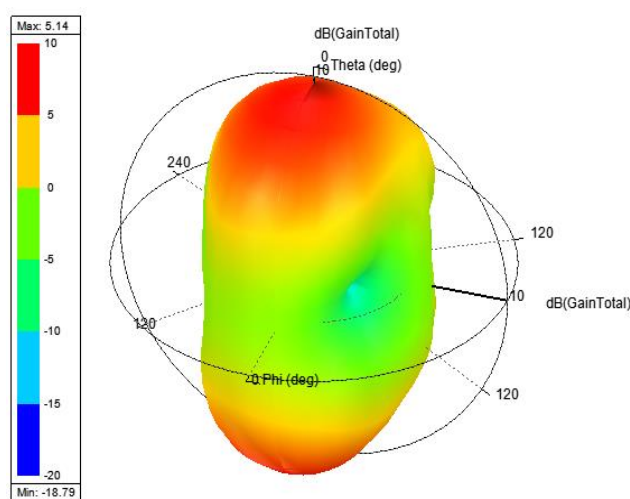 Max: 5.14
10
5
0
-5
-10
-15
-20
Min: -18.79
dB(GainTotal)
0
10 Theta (deg)
240
120
10
dB(GainTotal)
120
0 Phi (deg)
120